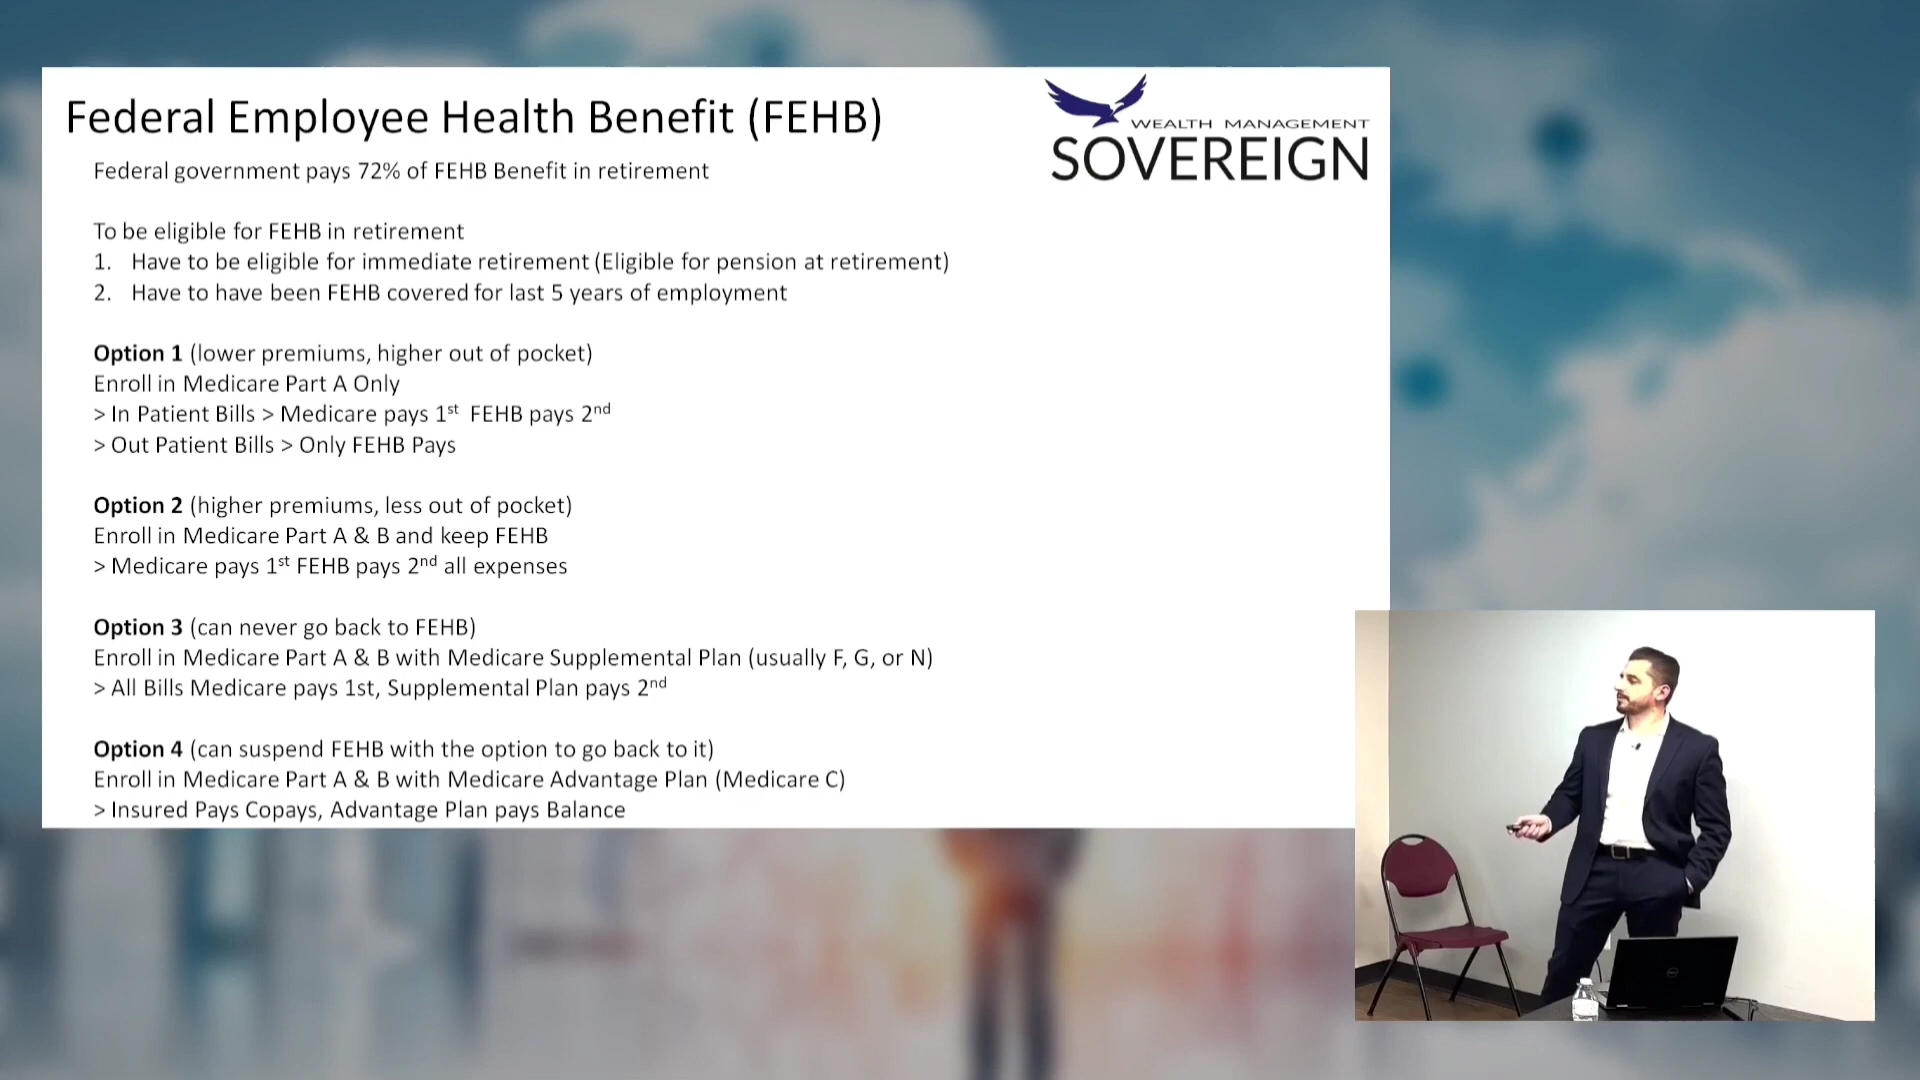 Federal Employee Health Benefit (FEHB)
WEALTH MANAGEMENT
SOVEREIGN
Federal government pays 72% of FEHB Benefit in retirement
To be eligible for FEHB in retirement
1. Have to be eligible for immediate retirement (Eligible for pension at retirement)
2. Have to have been FEHB covered for last 5 years of employment
Option 1 (lower premiums, higher out of pocket)
Enroll in Medicare Part A Only
> In Patient Bills > Medicare pays 1st FEHB pays 2nd
> Out Patient Bills > Only FEHB Pays
Option 2 (higher premiums, less out of pocket)
Enroll in Medicare Part A & B and keep FEHB
> Medicare pays 1st FEHB pays 2nd all expenses
Option 3 (can never go back to FEHB)
Enroll in Medicare Part A & B with Medicare Supplemental Plan (usually F, G, or N)
> All Bills Medicare pays 1st, Supplemental Plan pays 2nd
Option 4 (can suspend FEHB with the option to go back to it)
Enroll in Medicare Part A & B with Medicare Advantage Plan (Medicare C)
> Insured Pays Copays, Advantage Plan pays Balance